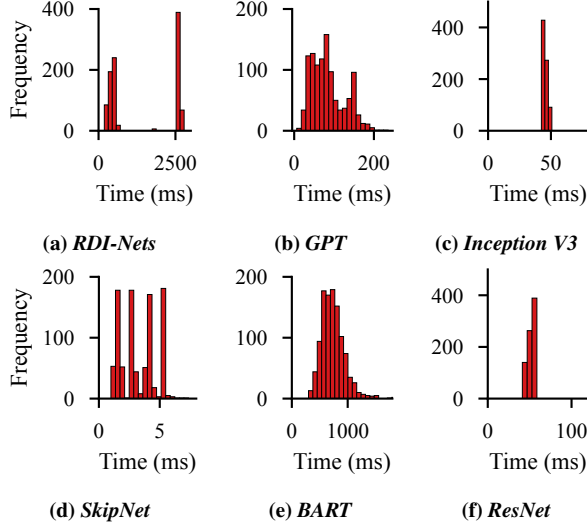 Frequency
400
200
0
0 2500
Time (ms)
(a) RDI-Nets
200
100
0
0 200
Time (ms)
(b) GPT
400
200
0
0 50
Time (ms)
(c) Inception V3
Frequency
200
100
0
0 5
Time (ms)
(d) SkipNet
200
100
0
0 1000
Time (ms)
(e) BART
400
200
0
0 100
Time (ms)
(f) ResNet